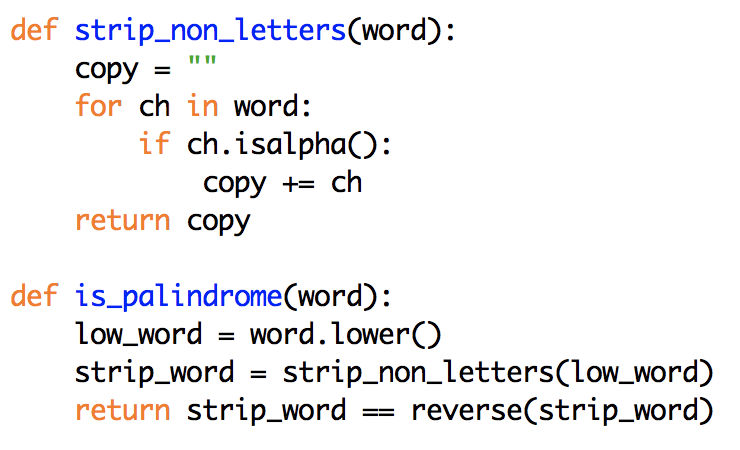 def strip_non_letters(word):
    copy = ""
    for ch in word:
        if ch.isalpha():
            copy += ch
    return copy

def is_palindrome(word):
    low_word = word.lower()
    strip_word = strip_non_letters(low_word)
    return strip_word == reverse(strip_word)